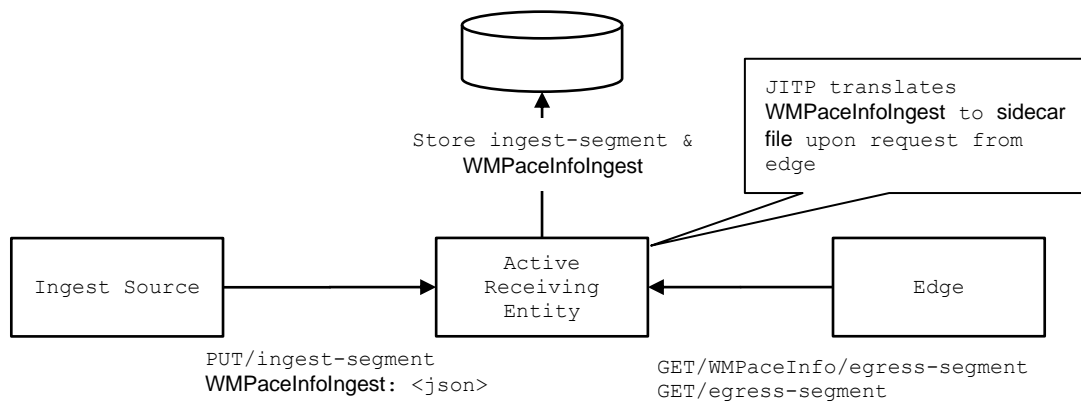 JITP translates
WMPaceInfoIngest to sidecar
file upon request from
edge
Store ingest-segment &
WMPaceInfoIngest
Ingest Source
Active
Receiving
Entity
Edge
PUT/ingest-segment
WMPaceInfoIngest: <json>
GET/WMPaceInfo/egress-segment
GET/egress-segment